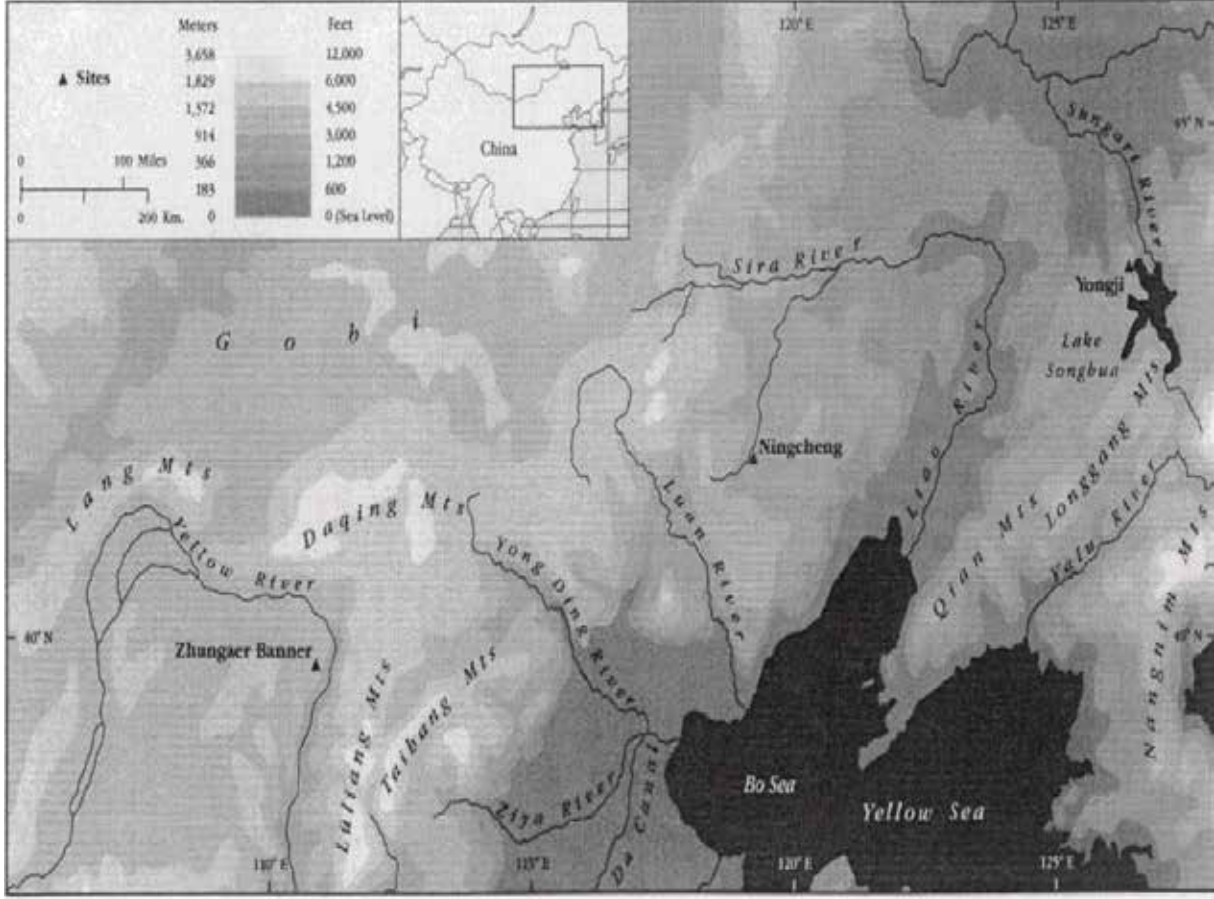 Meters Feet
3,658 12,000
1,829 6,000
1,372 4,500
914 3,000
366 1,200
183 600
0 0 (Sea Level)
▲ Sites
0 100 Miles
0 200 Km.
China
120° E
125° E
45° N
Sungari River
Sira River
Yongji
Lake
Songhua
Gobi
Liao River
Ningcheng
Longgang Mts
Lang Mts
Daqing Mts
Luan River
Qian Mts
Yalu River
Yellow River
Yong Ding River
Nangnim Mts
40° N
40° N
Zhungaer Banner
Luliang Mts
Taihang Mts
Bo Sea
Yellow Sea
Ziya River
Da Canal
110° E
115° E
120° E
125° E